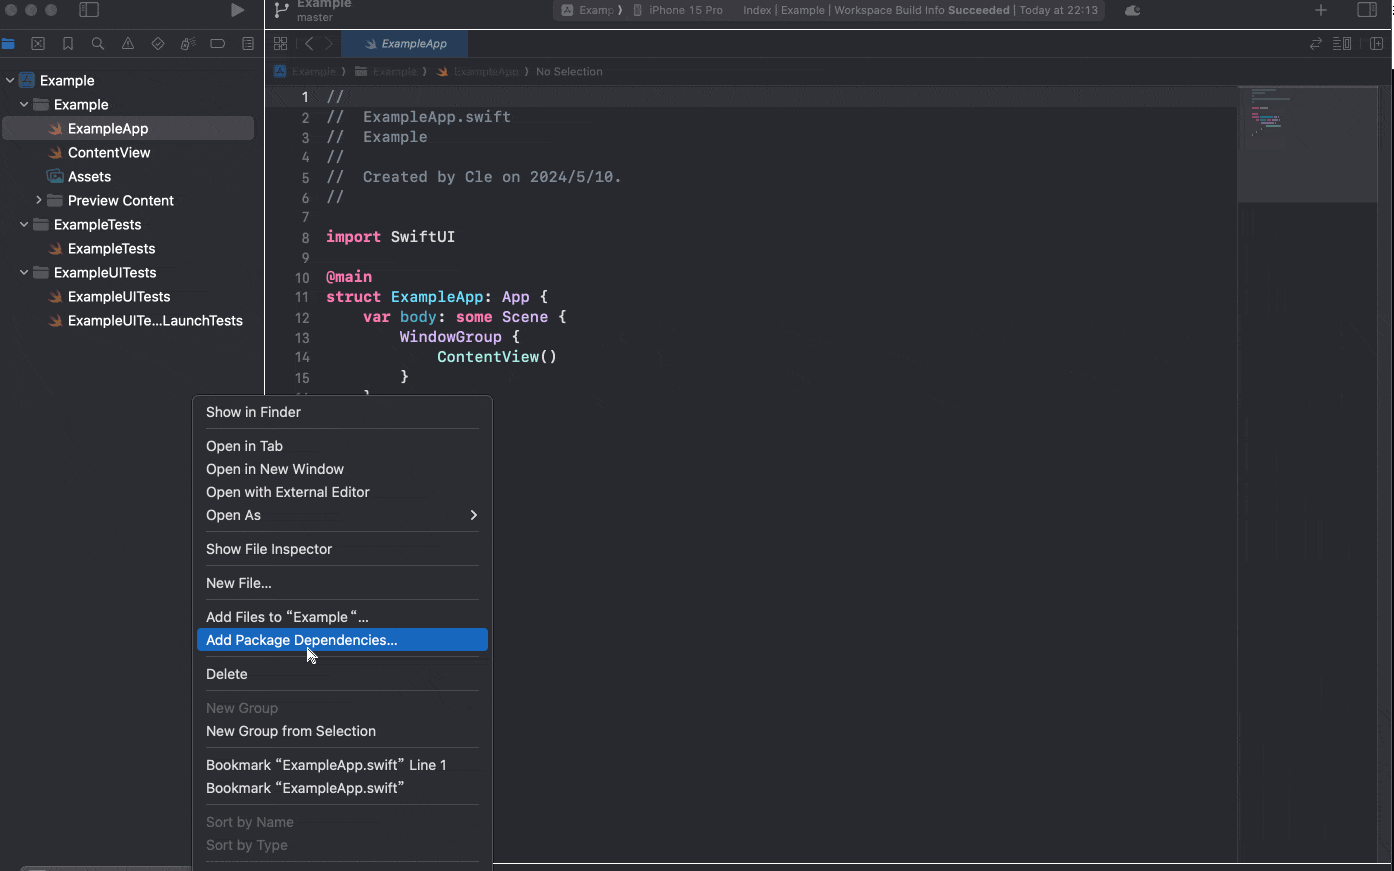 Example
master
Examp
iPhone 15 Pro
Index | Example | Workspace Build Info Succeeded | Today at 22:13
ExampleApp
Example
Example
ExampleApp
No Selection
Example
Example
ExampleApp
ContentView
Assets
Preview Content
ExampleTests
ExampleTests
ExampleUITests
ExampleUITests
ExampleUITe...LaunchTests
1 //
2 // ExampleApp.swift
3 // Example
4 //
5 // Created by Cle on 2024/5/10.
6 //
7
8 import SwiftUI
9
10 @main
11 struct ExampleApp: App {
12 var body: some Scene {
13 WindowGroup {
14 ContentView()
15 }
Show in Finder
Open in Tab
Open in New Window
Open with External Editor
Open As
Show File Inspector
New File...
Add Files to “Example “...
Add Package Dependencies...
Delete
New Group
New Group from Selection
Bookmark “ExampleApp.swift” Line 1
Bookmark “ExampleApp.swift”
Sort by Name
Sort by Type